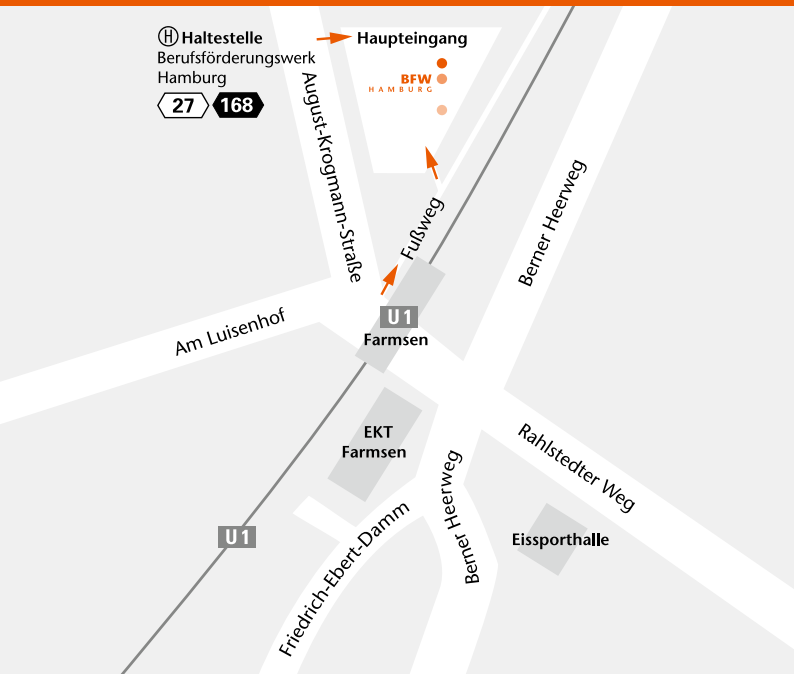 Ⓗ Haltestelle
Berufsförderungswerk
Hamburg
27 168
Haupteingang
BFW
HAMBURG
August-Krogmann-Straße
Fußweg
Berner Heerweg
Am Luisenhof
U1
Farmsen
EKT
Farmsen
Rahlstedter Weg
Berner Heerweg
U1
Friedrich-Ebert-Damm
Eissporthalle